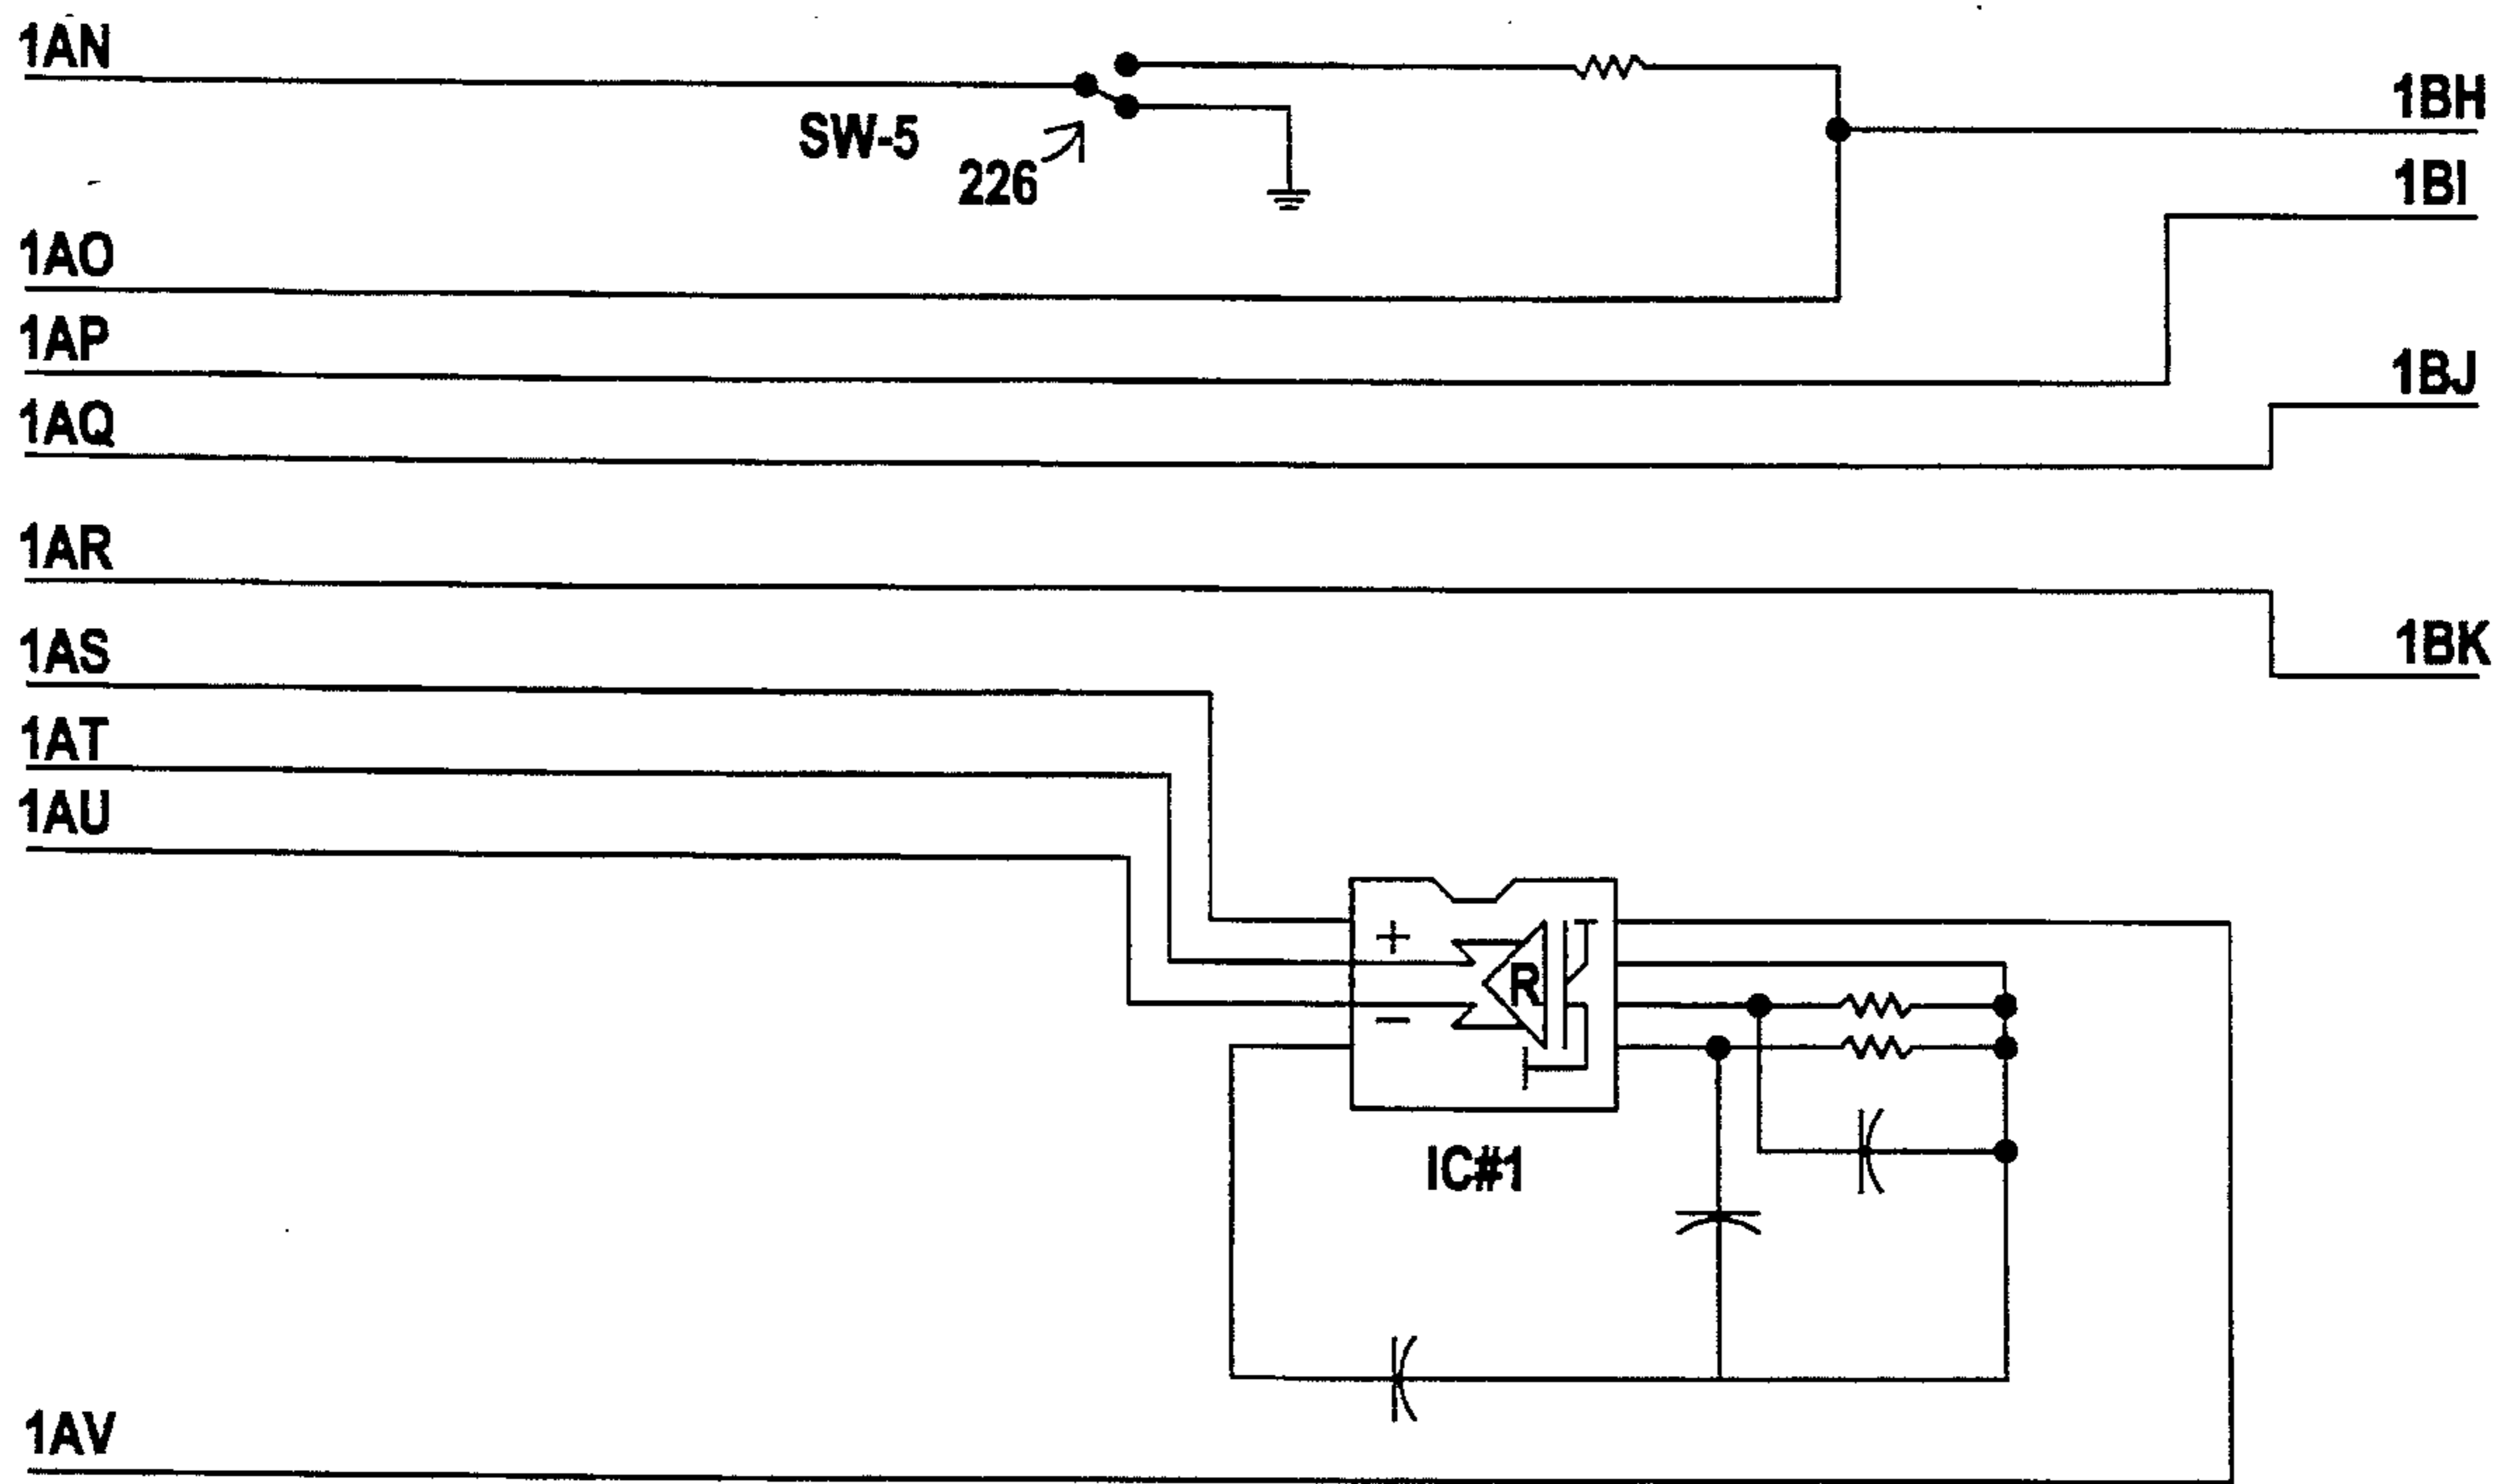 1AN
1BH
SW-5
226
1BI
1AO
1AP
1BJ
1AQ
1AR
1AS
1BK
1AT
1AU
+
R
−
IC#1
1AV